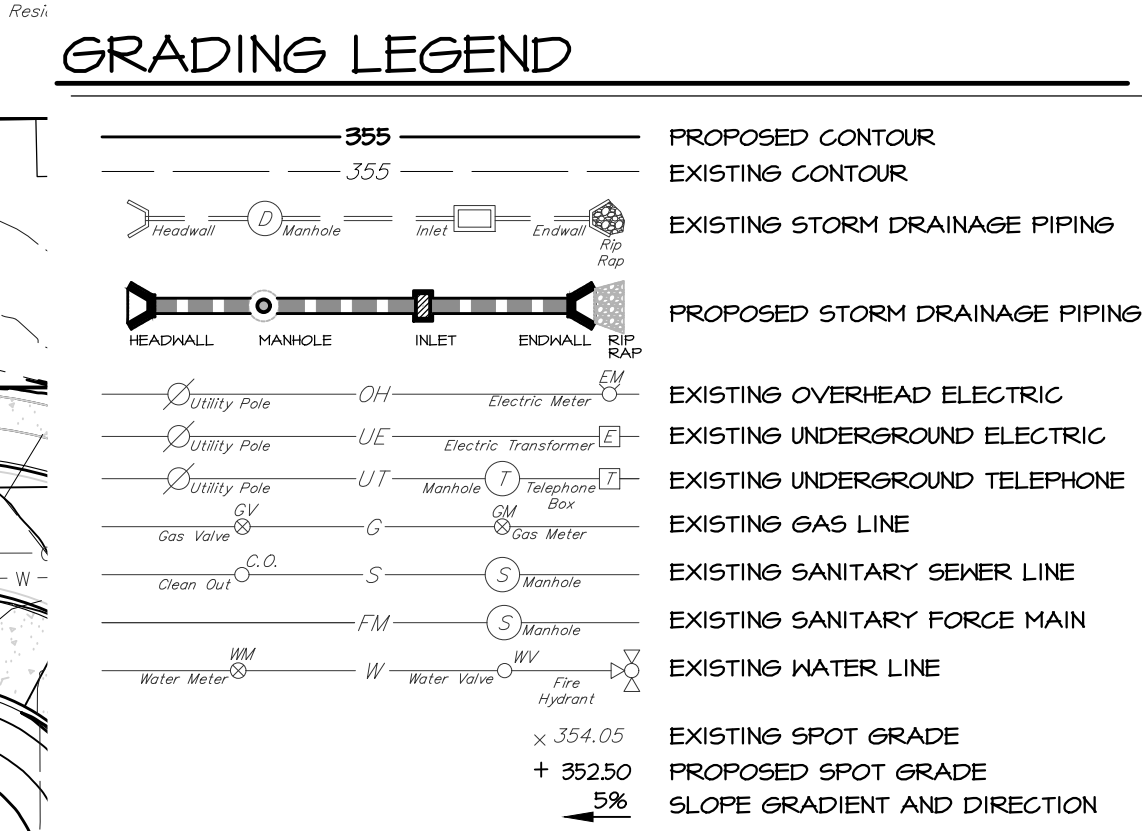 Resi
GRADING LEGEND
355 PROPOSED CONTOUR
355 EXISTING CONTOUR
D EXISTING STORM DRAINAGE PIPING
Headwall Manhole Inlet Endwall
Rip
Rap
PROPOSED STORM DRAINAGE PIPING
HEADWALL MANHOLE INLET ENDWALL RIP
RAP
EM
OH EXISTING OVERHEAD ELECTRIC
Utility Pole Electric Meter
UE E EXISTING UNDERGROUND ELECTRIC
Utility Pole Electric Transformer
UT T T EXISTING UNDERGROUND TELEPHONE
Utility Pole Manhole Telephone
Box
GV GM
G EXISTING GAS LINE
Gas Valve Gas Meter
C.O.
S S EXISTING SANITARY SEWER LINE
Clean Out Manhole
FM S EXISTING SANITARY FORCE MAIN
Manhole
WM WV
W EXISTING WATER LINE
Water Meter Water Valve Fire
Hydrant
W
× 354.05 EXISTING SPOT GRADE
+ 352.50 PROPOSED SPOT GRADE
5% SLOPE GRADIENT AND DIRECTION